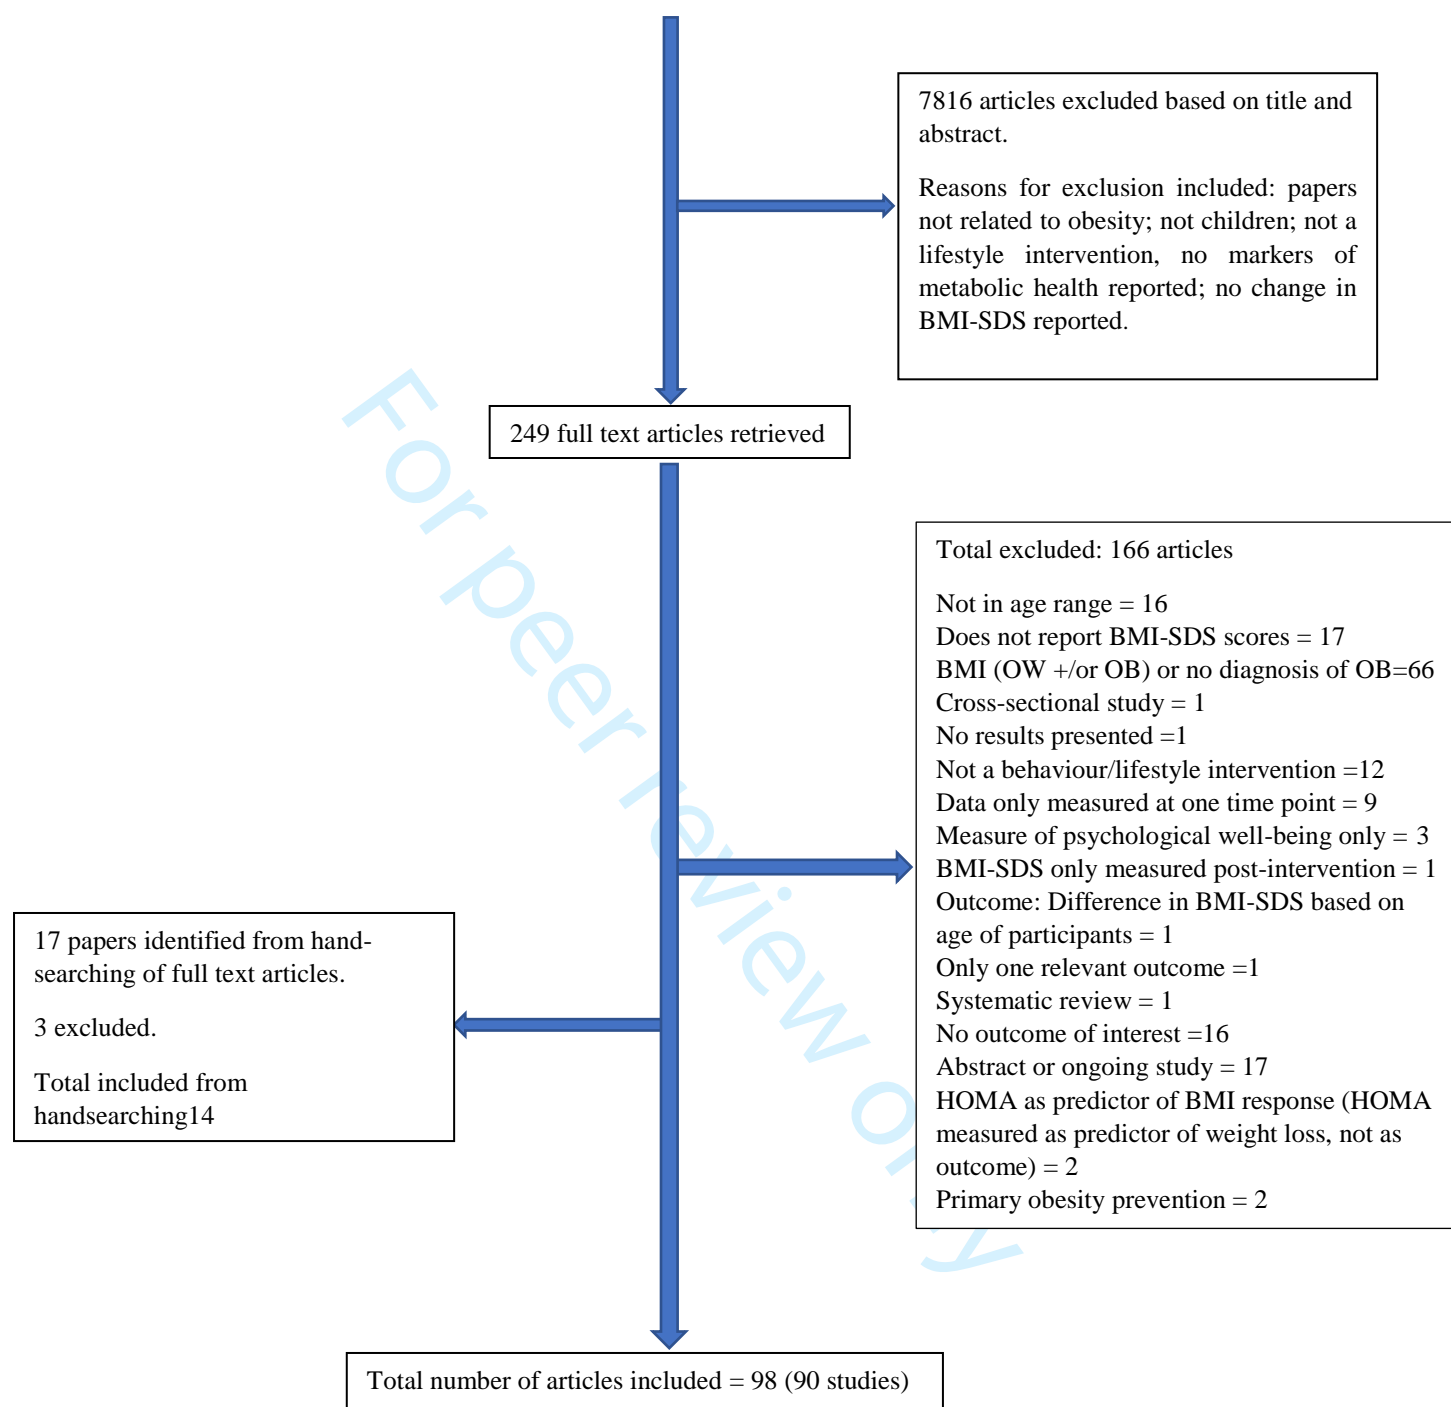 7816 articles excluded based on title and
abstract.
Reasons for exclusion included: papers
not related to obesity; not children; not a
lifestyle intervention, no markers of
metabolic health reported; no change in
BMI-SDS reported.
249 full text articles retrieved
Total excluded: 166 articles
Not in age range = 16
Does not report BMI-SDS scores = 17
BMI (OW +/or OB) or no diagnosis of OB=66
Cross-sectional study = 1
No results presented =1
Not a behaviour/lifestyle intervention =12
Data only measured at one time point = 9
Measure of psychological well-being only = 3
BMI-SDS only measured post-intervention = 1
Outcome: Difference in BMI-SDS based on
age of participants = 1
Only one relevant outcome =1
Systematic review = 1
No outcome of interest =16
Abstract or ongoing study = 17
HOMA as predictor of BMI response (HOMA
measured as predictor of weight loss, not as
outcome) = 2
Primary obesity prevention = 2
17 papers identified from hand-
searching of full text articles.
3 excluded.
Total included from
handsearching14
Total number of articles included = 98 (90 studies)
For peer review only